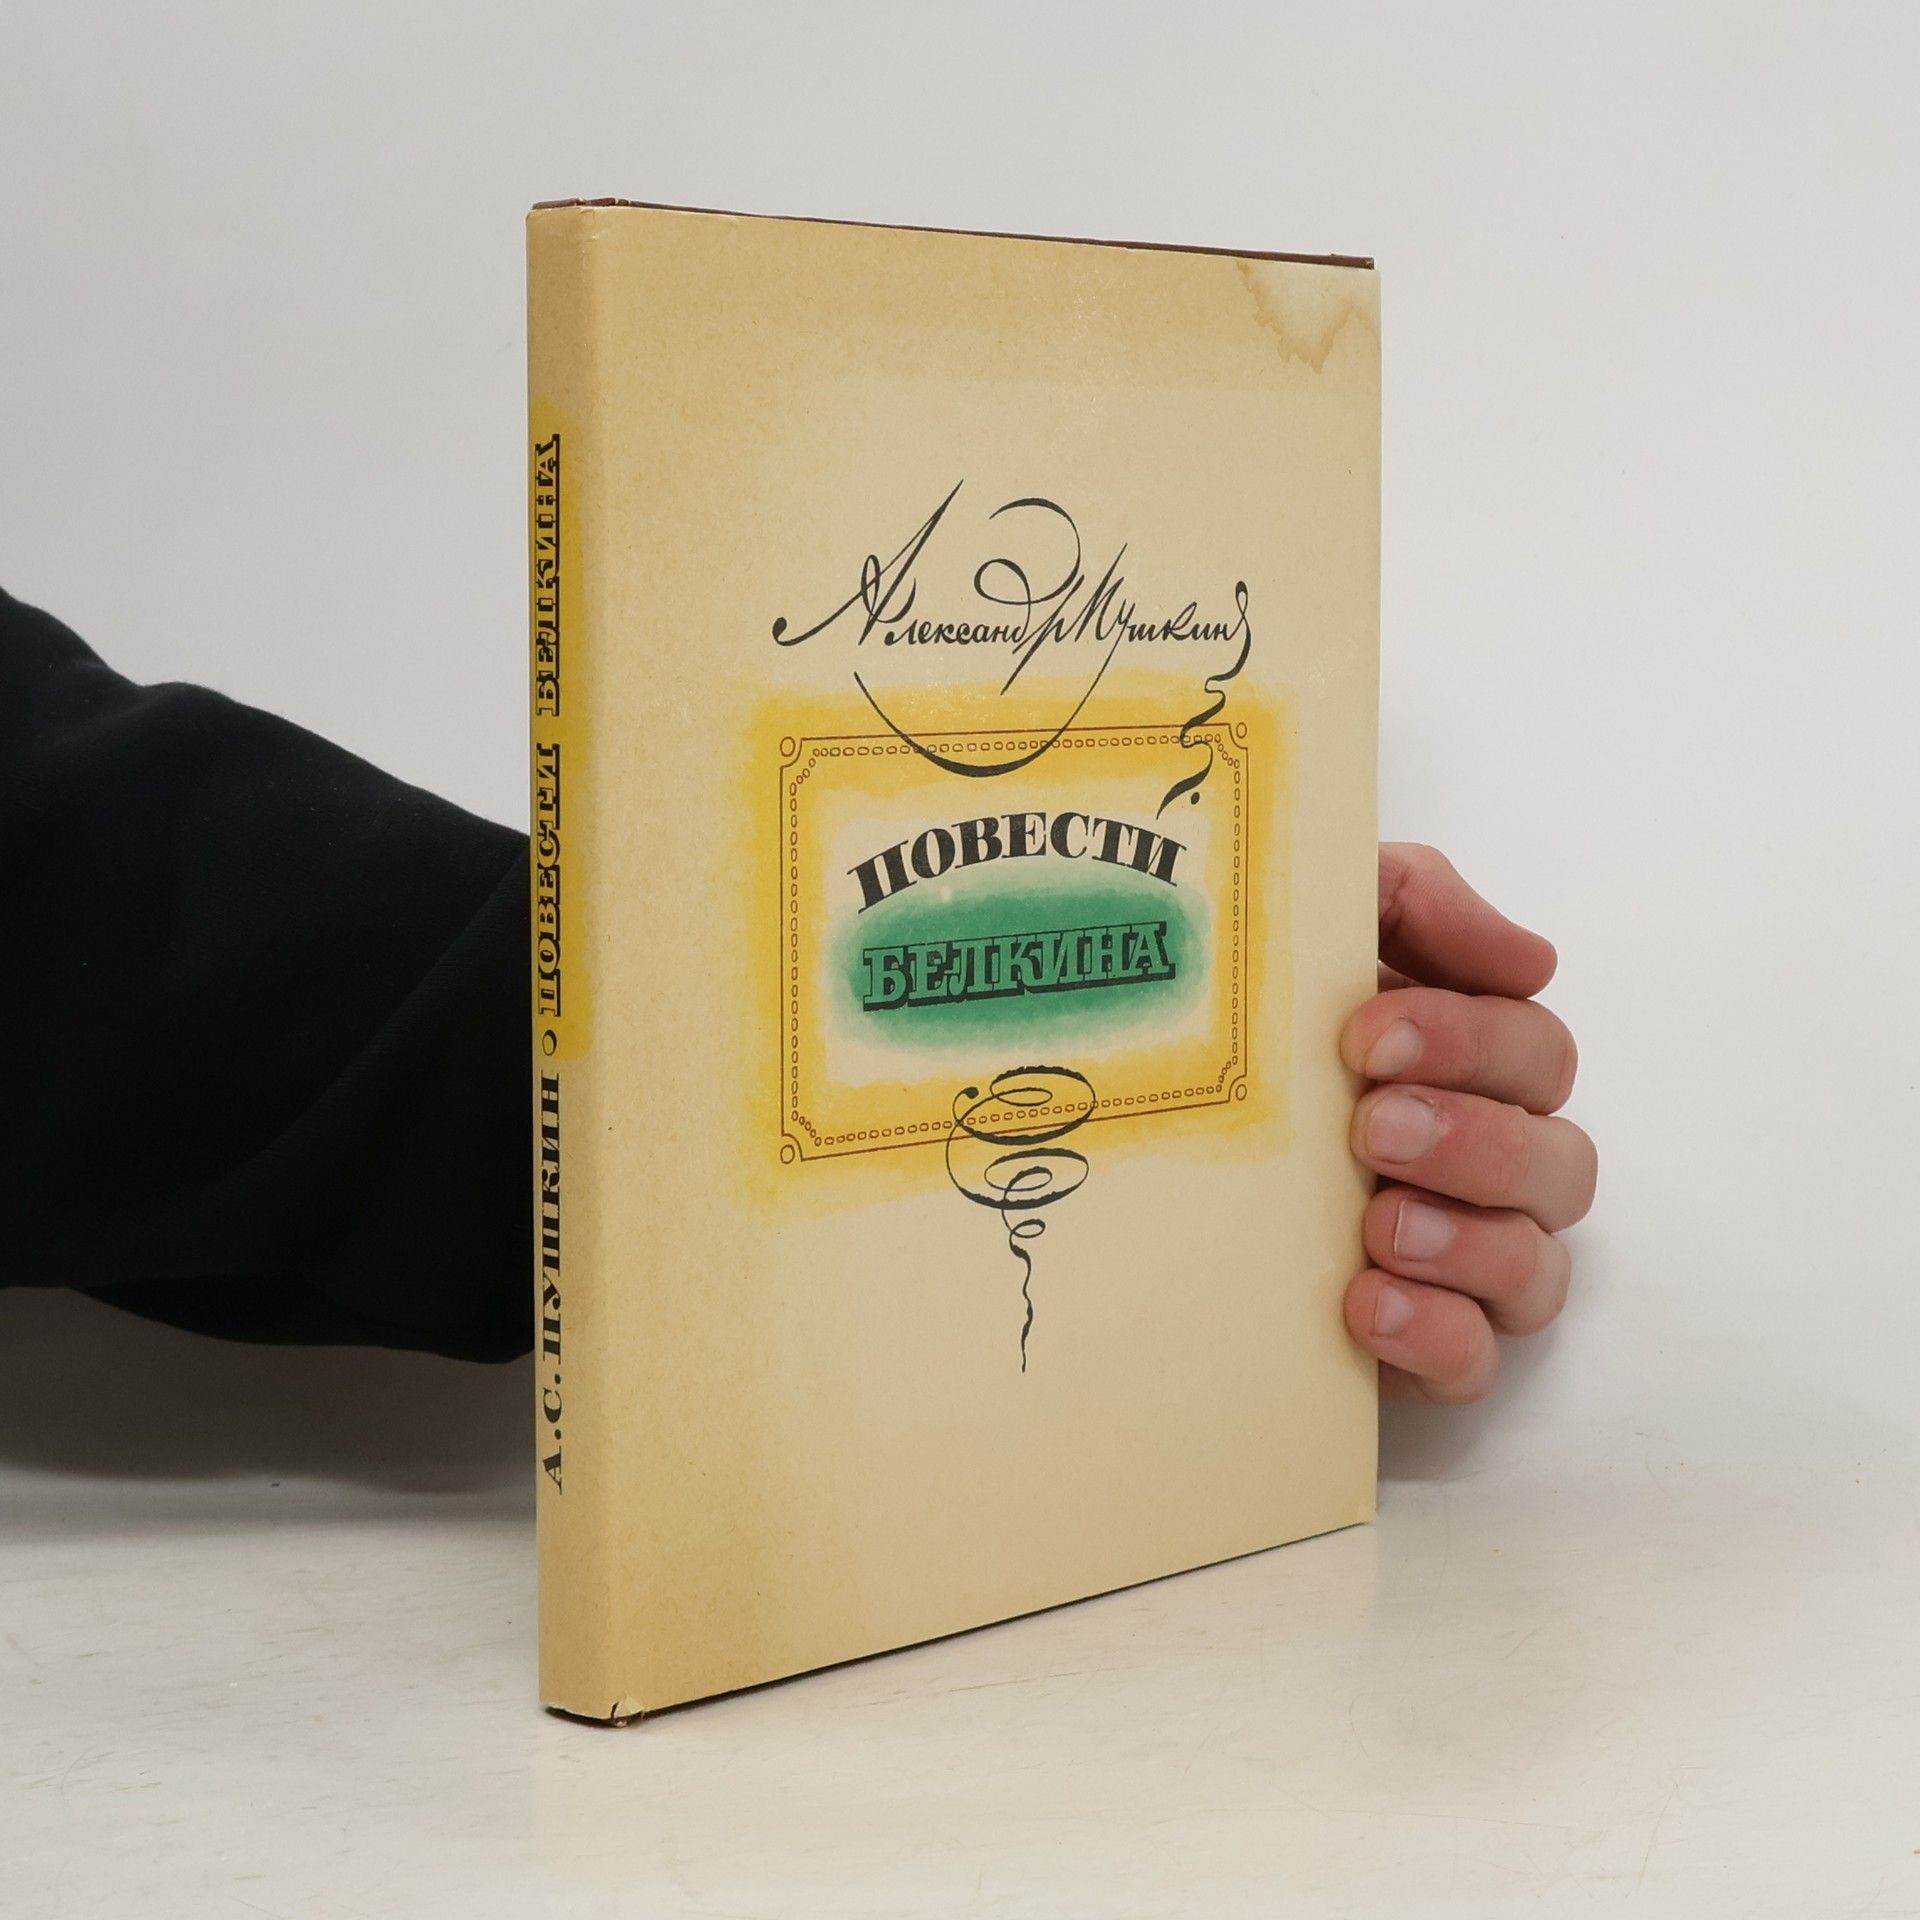 Александр Пушкин
ПОВЕСТИ
БЕЛКИНА
А.С. ПУШКИН • ПОВЕСТИ БЕЛКИНА